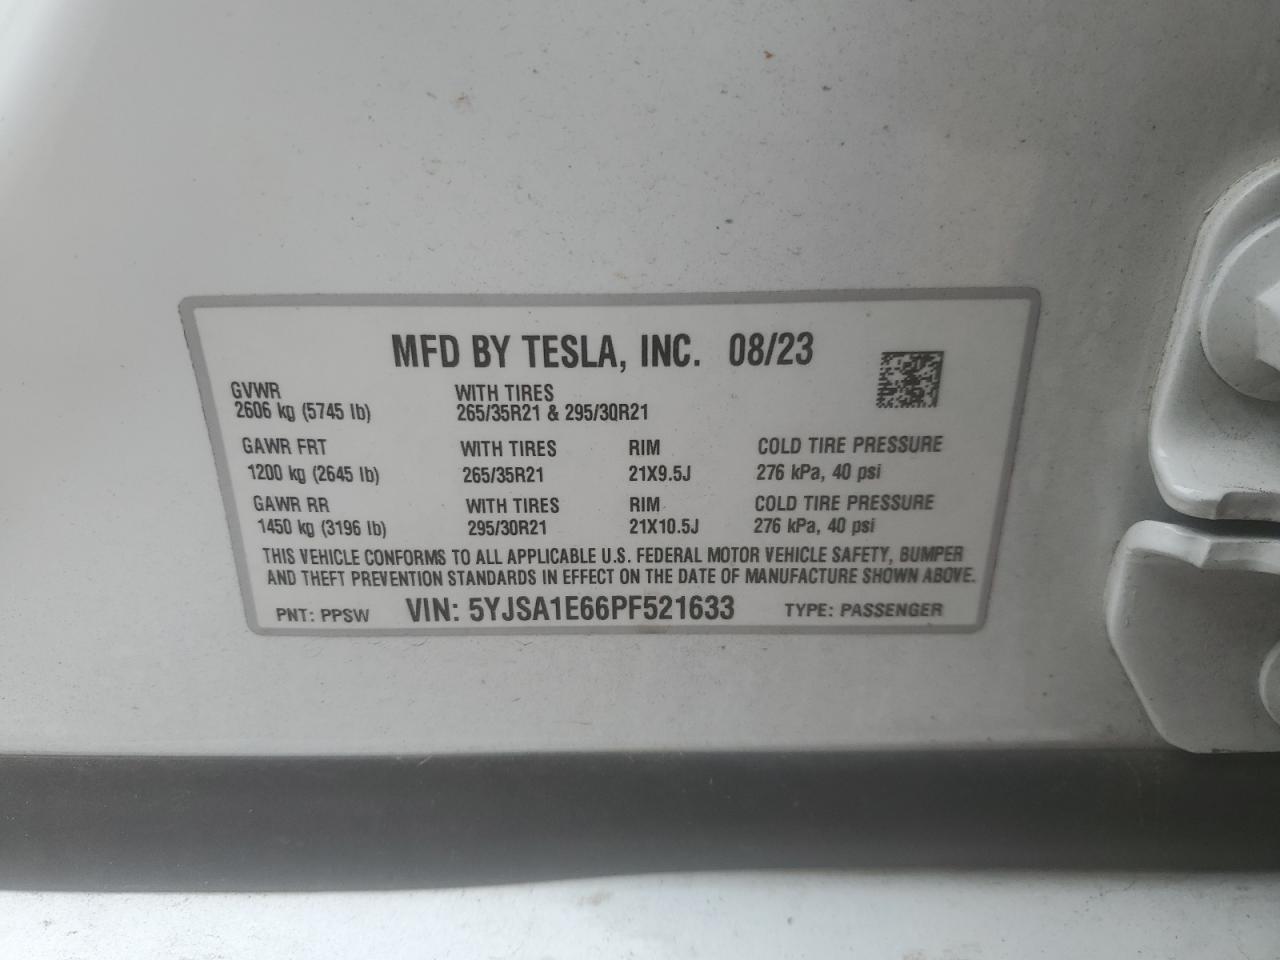 MFD BY TESLA, INC. 08/23
GVWR WITH TIRES
2606 kg (5745 lb) 265/35R21 & 295/30R21
GAWR FRT WITH TIRES RIM COLD TIRE PRESSURE
1200 kg (2645 lb) 265/35R21 21X9.5J 276 kPa, 40 psi
GAWR RR WITH TIRES RIM COLD TIRE PRESSURE
1450 kg (3196 lb) 295/30R21 21X10.5J 276 kPa, 40 psi
THIS VEHICLE CONFORMS TO ALL APPLICABLE U.S. FEDERAL MOTOR VEHICLE SAFETY, BUMPER
AND THEFT PREVENTION STANDARDS IN EFFECT ON THE DATE OF MANUFACTURE SHOWN ABOVE.
PNT: PPSW VIN: 5YJSA1E66PF521633 TYPE: PASSENGER